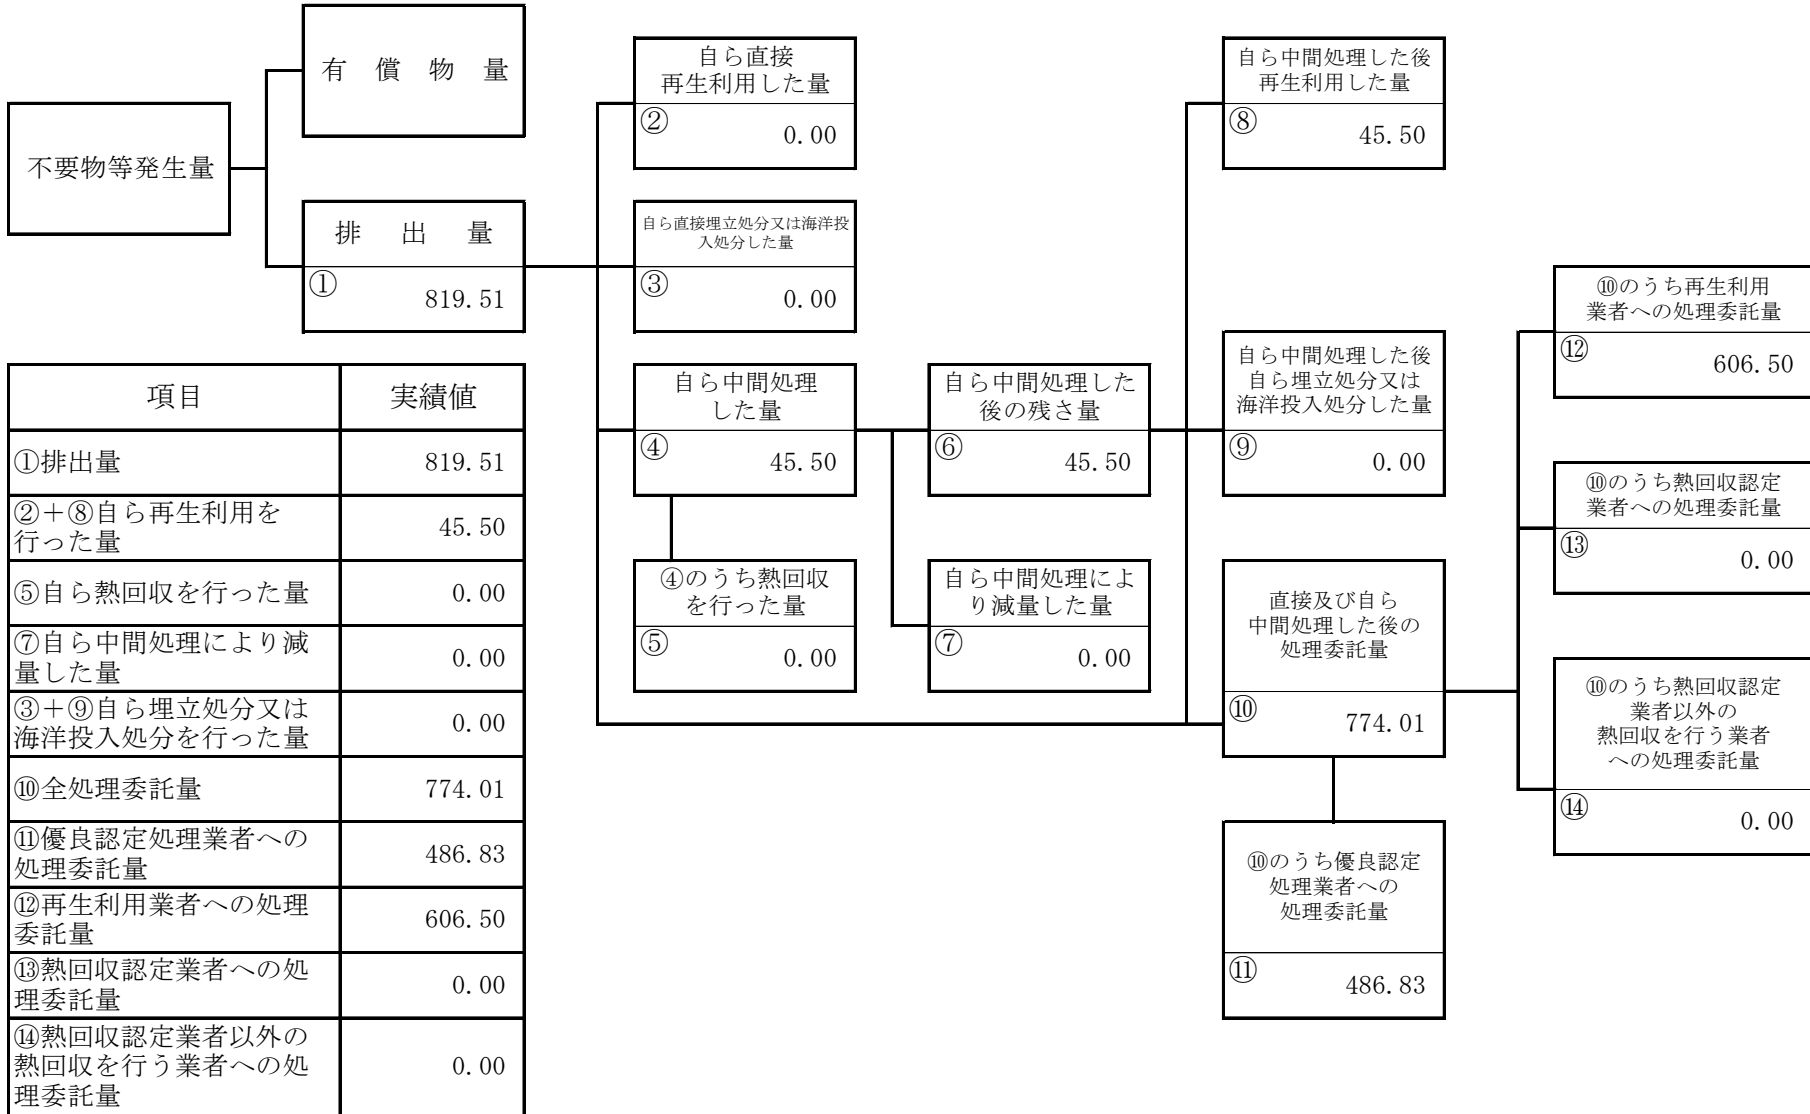 有　償　物　量
不要物等発生量
排　出　量
①
819.51
自ら直接
再生利用した量
②
0.00
自ら直接埋立処分又は海洋投
入処分した量
③
0.00
自ら中間処理
した量
④
45.50
④のうち熱回収
を行った量
⑤
0.00
自ら中間処理した
後の残さ量
⑥
45.50
自ら中間処理によ
り減量した量
⑦
0.00
自ら中間処理した後
再生利用した量
⑧
45.50
自ら中間処理した後
自ら埋立処分又は
海洋投入処分した量
⑨
0.00
直接及び自ら
中間処理した後の
処理委託量
⑩
774.01
⑩のうち優良認定
処理業者への
処理委託量
⑪
486.83
⑩のうち再生利用
業者への処理委託量
⑫
606.50
⑩のうち熱回収認定
業者への処理委託量
⑬
0.00
⑩のうち熱回収認定
業者以外の
熱回収を行う業者
への処理委託量
⑭
0.00
項目　実績値
①排出量　819.51
②＋⑧自ら再生利用を
行った量　45.50
⑤自ら熱回収を行った量　0.00
⑦自ら中間処理により減
量した量　0.00
③＋⑨自ら埋立処分又は
海洋投入処分を行った量　0.00
⑩全処理委託量　774.01
⑪優良認定処理業者への
処理委託量　486.83
⑫再生利用業者への処理
委託量　606.50
⑬熱回収認定業者への処
理委託量　0.00
⑭熱回収認定業者以外の
熱回収を行う業者への処
理委託量　0.00